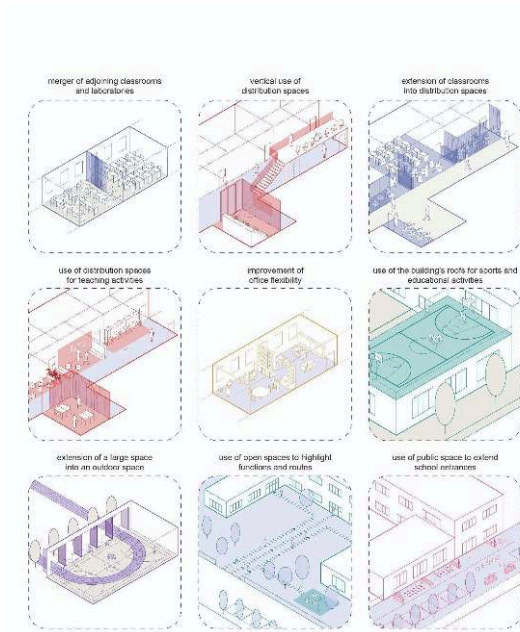 merger of adjoining classrooms
and laboratories
vertical use of
distribution spaces
extension of classrooms
into distribution spaces
use of distribution spaces
for teaching activities
improvement of
office flexibility
use of the building's roofs for sports and
educational activities
extension of a large space
into an outdoor space
use of open spaces to highlight
functions and routes
use of public space to extend
school entrances